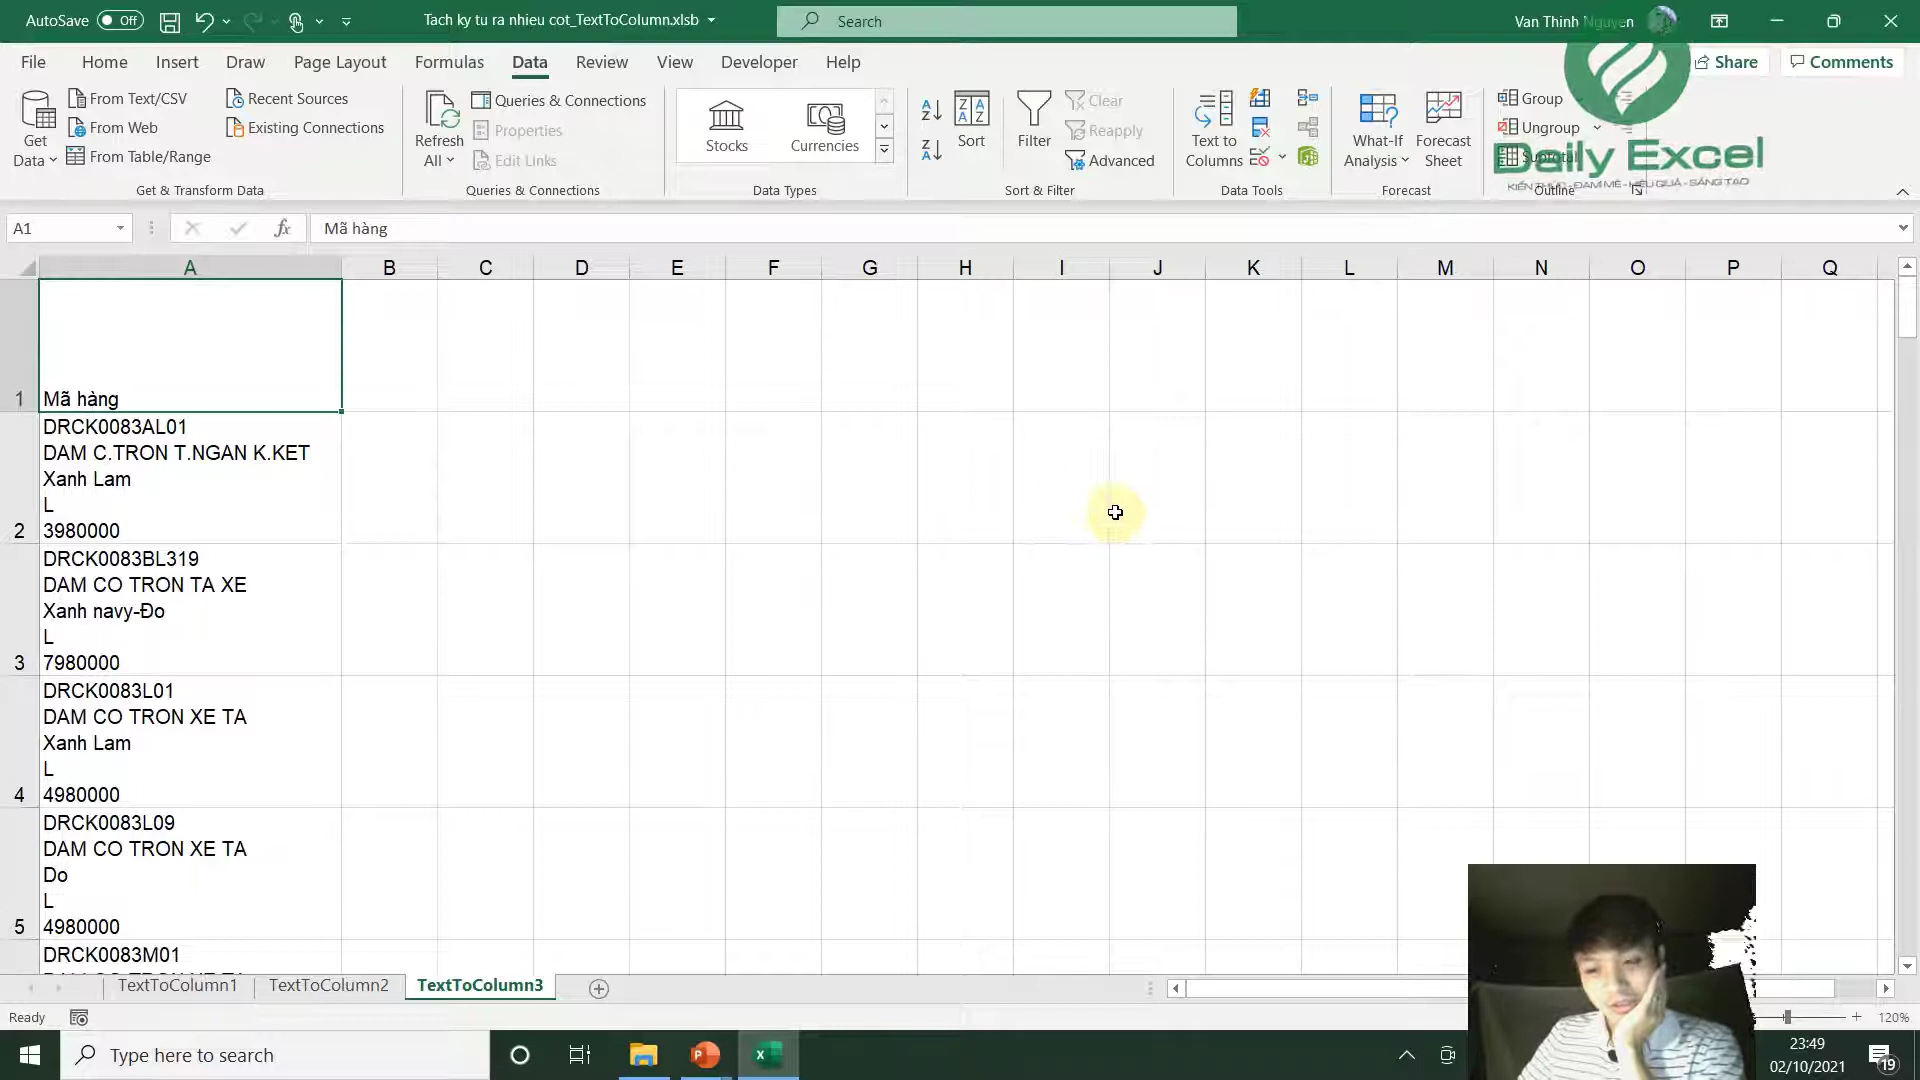 AutoSave Off Tach ky tu ra nhieu cot_TextToColumn.xlsb Search Van Thinh Nguyen
File Home Insert Draw Page Layout Formulas Data Review View Developer Help Share Comments
Get Data
From Text/CSV
From Web
From Table/Range
Recent Sources
Existing Connections
Get & Transform Data
Refresh All
Queries & Connections
Properties
Edit Links
Queries & Connections
Stocks Currencies
Data Types
Sort
Filter
Clear
Reapply
Advanced
Sort & Filter
Text to Columns
Data Tools
What-If Analysis
Forecast Sheet
Forecast
Group
Ungroup
Subtotal
Outline
Daily Excel
A1 fx Mã hàng
A B C D E F G H I J K L M N O P Q
1 Mã hàng
DRCK0083AL01
DAM C.TRON T.NGAN K.KET
Xanh Lam
L
2 3980000
DRCK0083BL319
DAM CO TRON TA XE
Xanh navy-Đo
L
3 7980000
DRCK0083L01
DAM CO TRON XE TA
Xanh Lam
L
4 4980000
DRCK0083L09
DAM CO TRON XE TA
Do
L
5 4980000
DRCK0083M01
TextToColumn1 TextToColumn2 TextToColumn3
Ready 120%
Type here to search
23:49
02/10/2021
19